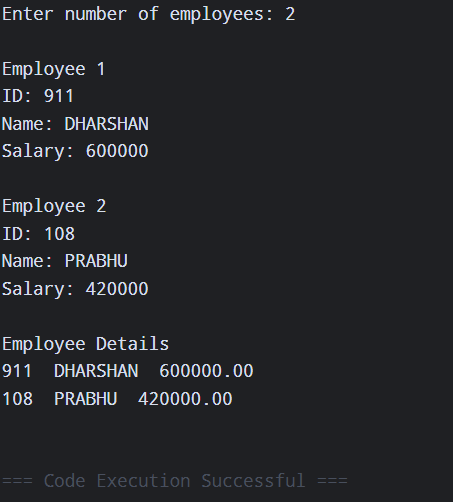 Enter number of employees: 2
Employee 1
ID: 911
Name: DHARSHAN
Salary: 600000
Employee 2
ID: 108
Name: PRABHU
Salary: 420000
Employee Details
911  DHARSHAN  600000.00
108  PRABHU  420000.00
=== Code Execution Successful ===